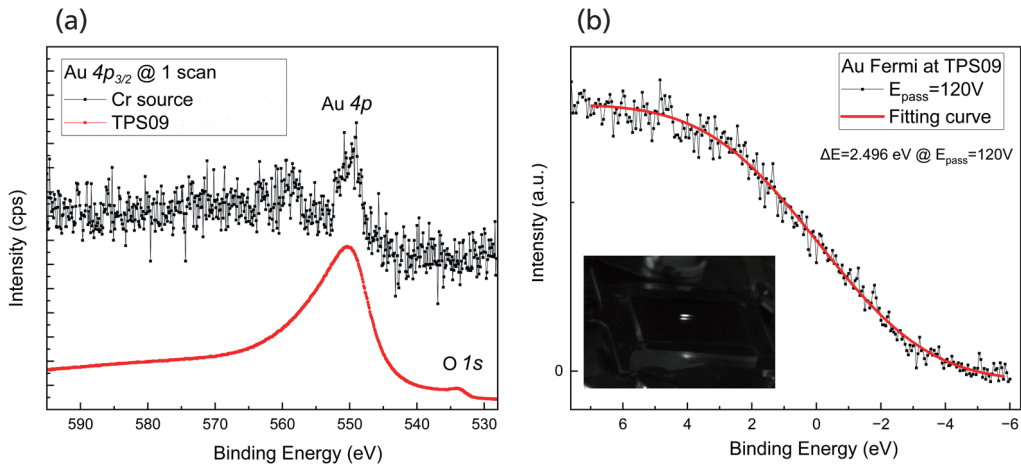 (a)
Au 4p3/2 @ 1 scan
Cr source
TPS09
Au 4p
O 1s
Intensity (cps)
590 580 570 560 550 540 530
Binding Energy (eV)
(b)
Au Fermi at TPS09
Epass=120V
Fitting curve
ΔE=2.496 eV @ Epass=120V
Intensity (a.u.)
0
6 4 2 0 −2 −4 −6
Binding Energy (eV)